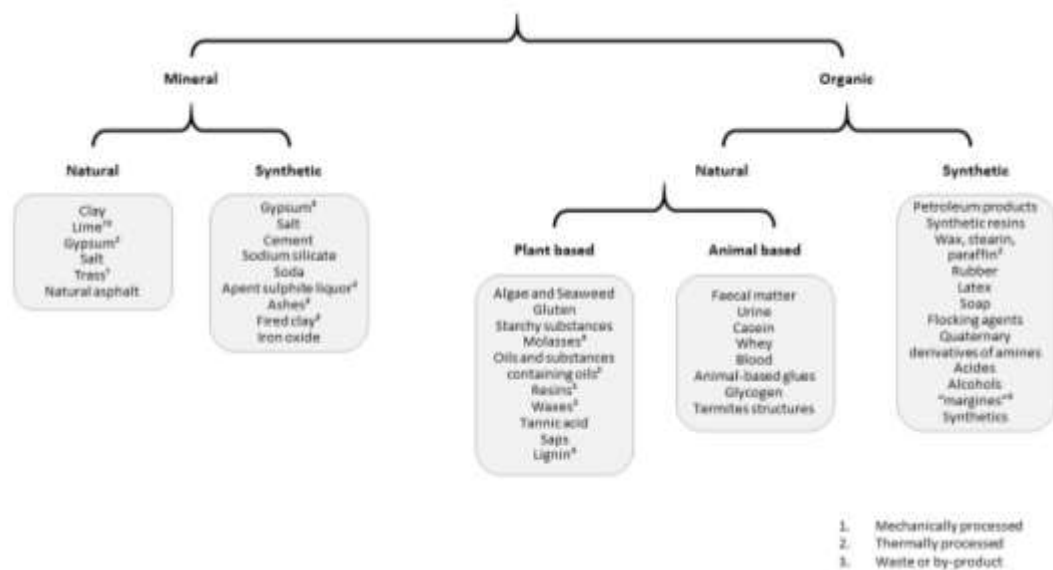 Mineral
Organic
Natural
Synthetic
Natural
Synthetic
Clay
Lime
Gypsum
Salt
Trass
Natural asphalt
Gypsum
Salt
Cement
Sodium silicate
Soda
Apent sulphite liquor
Ashes
Fired clay
Iron oxide
Plant based
Animal based
Algae and Seaweed
Gluten
Starchy substances
Molasses
Oils and substances
containing oils
Resins
Waxes
Tannic acid
Saps
Lignin
Faecal matter
Urine
Casein
Whey
Blood
Animal-based glues
Glycogen
Termites structures
Petroleum products
Synthetic resins
Wax, stearin,
paraffin
Rubber
Latex
Soap
Flocking agents
Quaternary
derivatives of amines
Acides
Alcohols
"margines"
Synthetics
1. Mechanically processed
2. Thermally processed
3. Waste or by-product